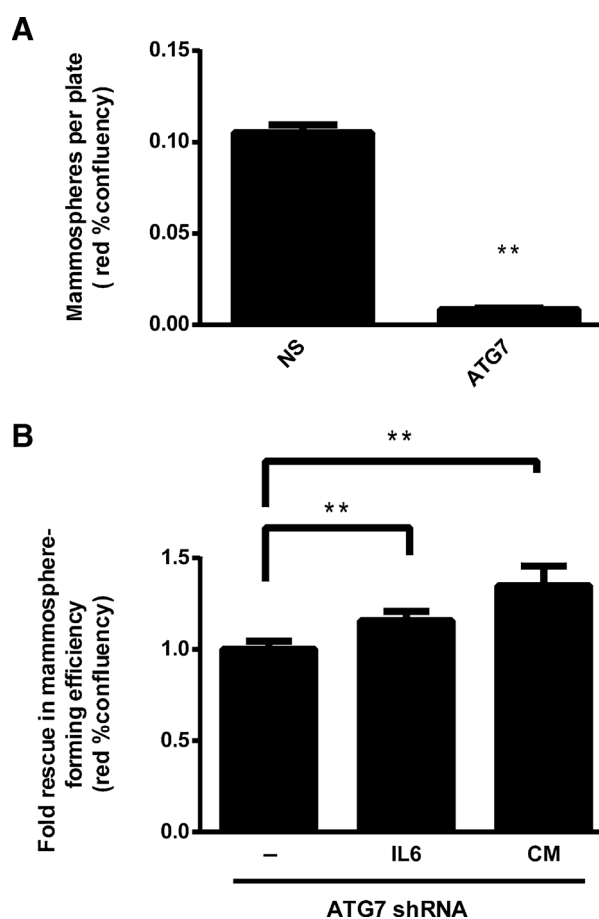 A
Mammospheres per plate
( red %confluency)
0.15
0.10
0.05
0.00
**
NS
ATG7
B
**
**
Fold rescue in mammosphere-
forming efficiency
(red %confluency)
1.5
1.0
0.5
0.0
– IL6 CM
ATG7 shRNA